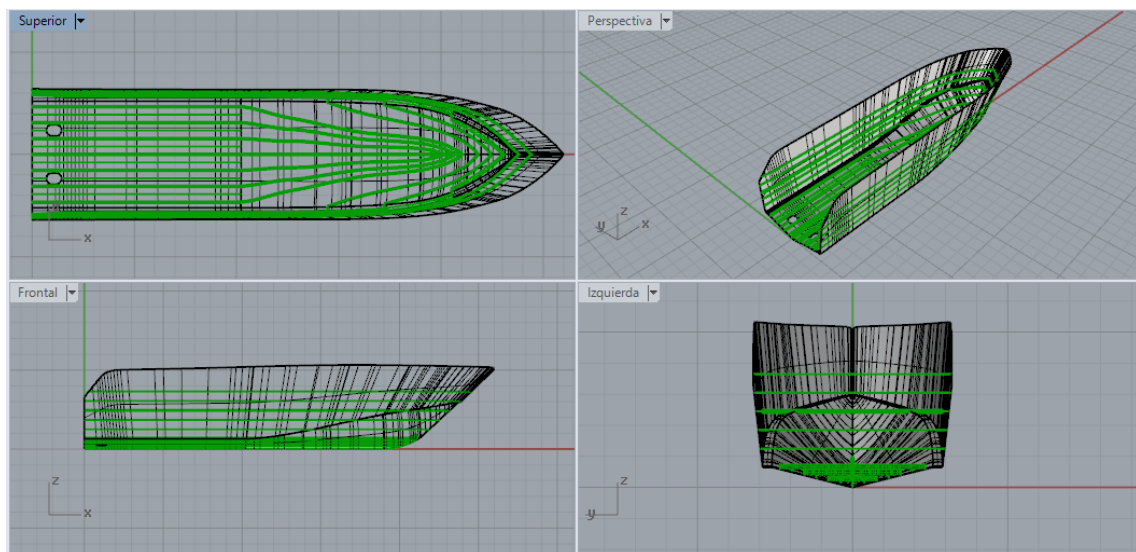 Superior
Perspectiva
y
x
z
y
x
Frontal
Izquierda
z
x
z
y